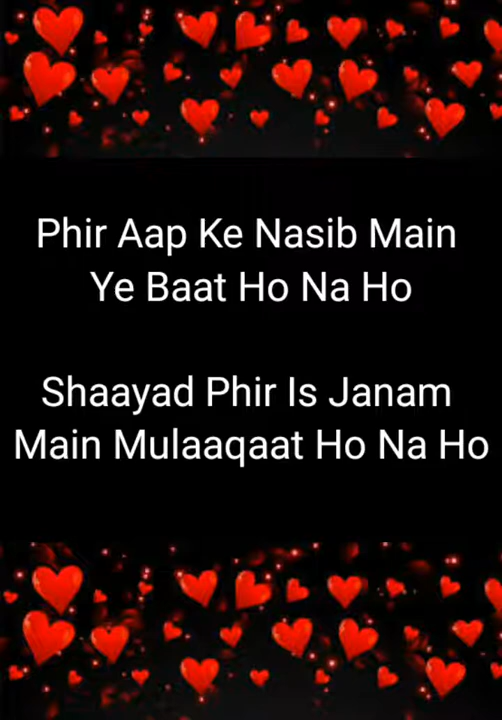 Phir Aap Ke Nasib Main
Ye Baat Ho Na Ho
Shaayad Phir Is Janam
Main Mulaaqaat Ho Na Ho